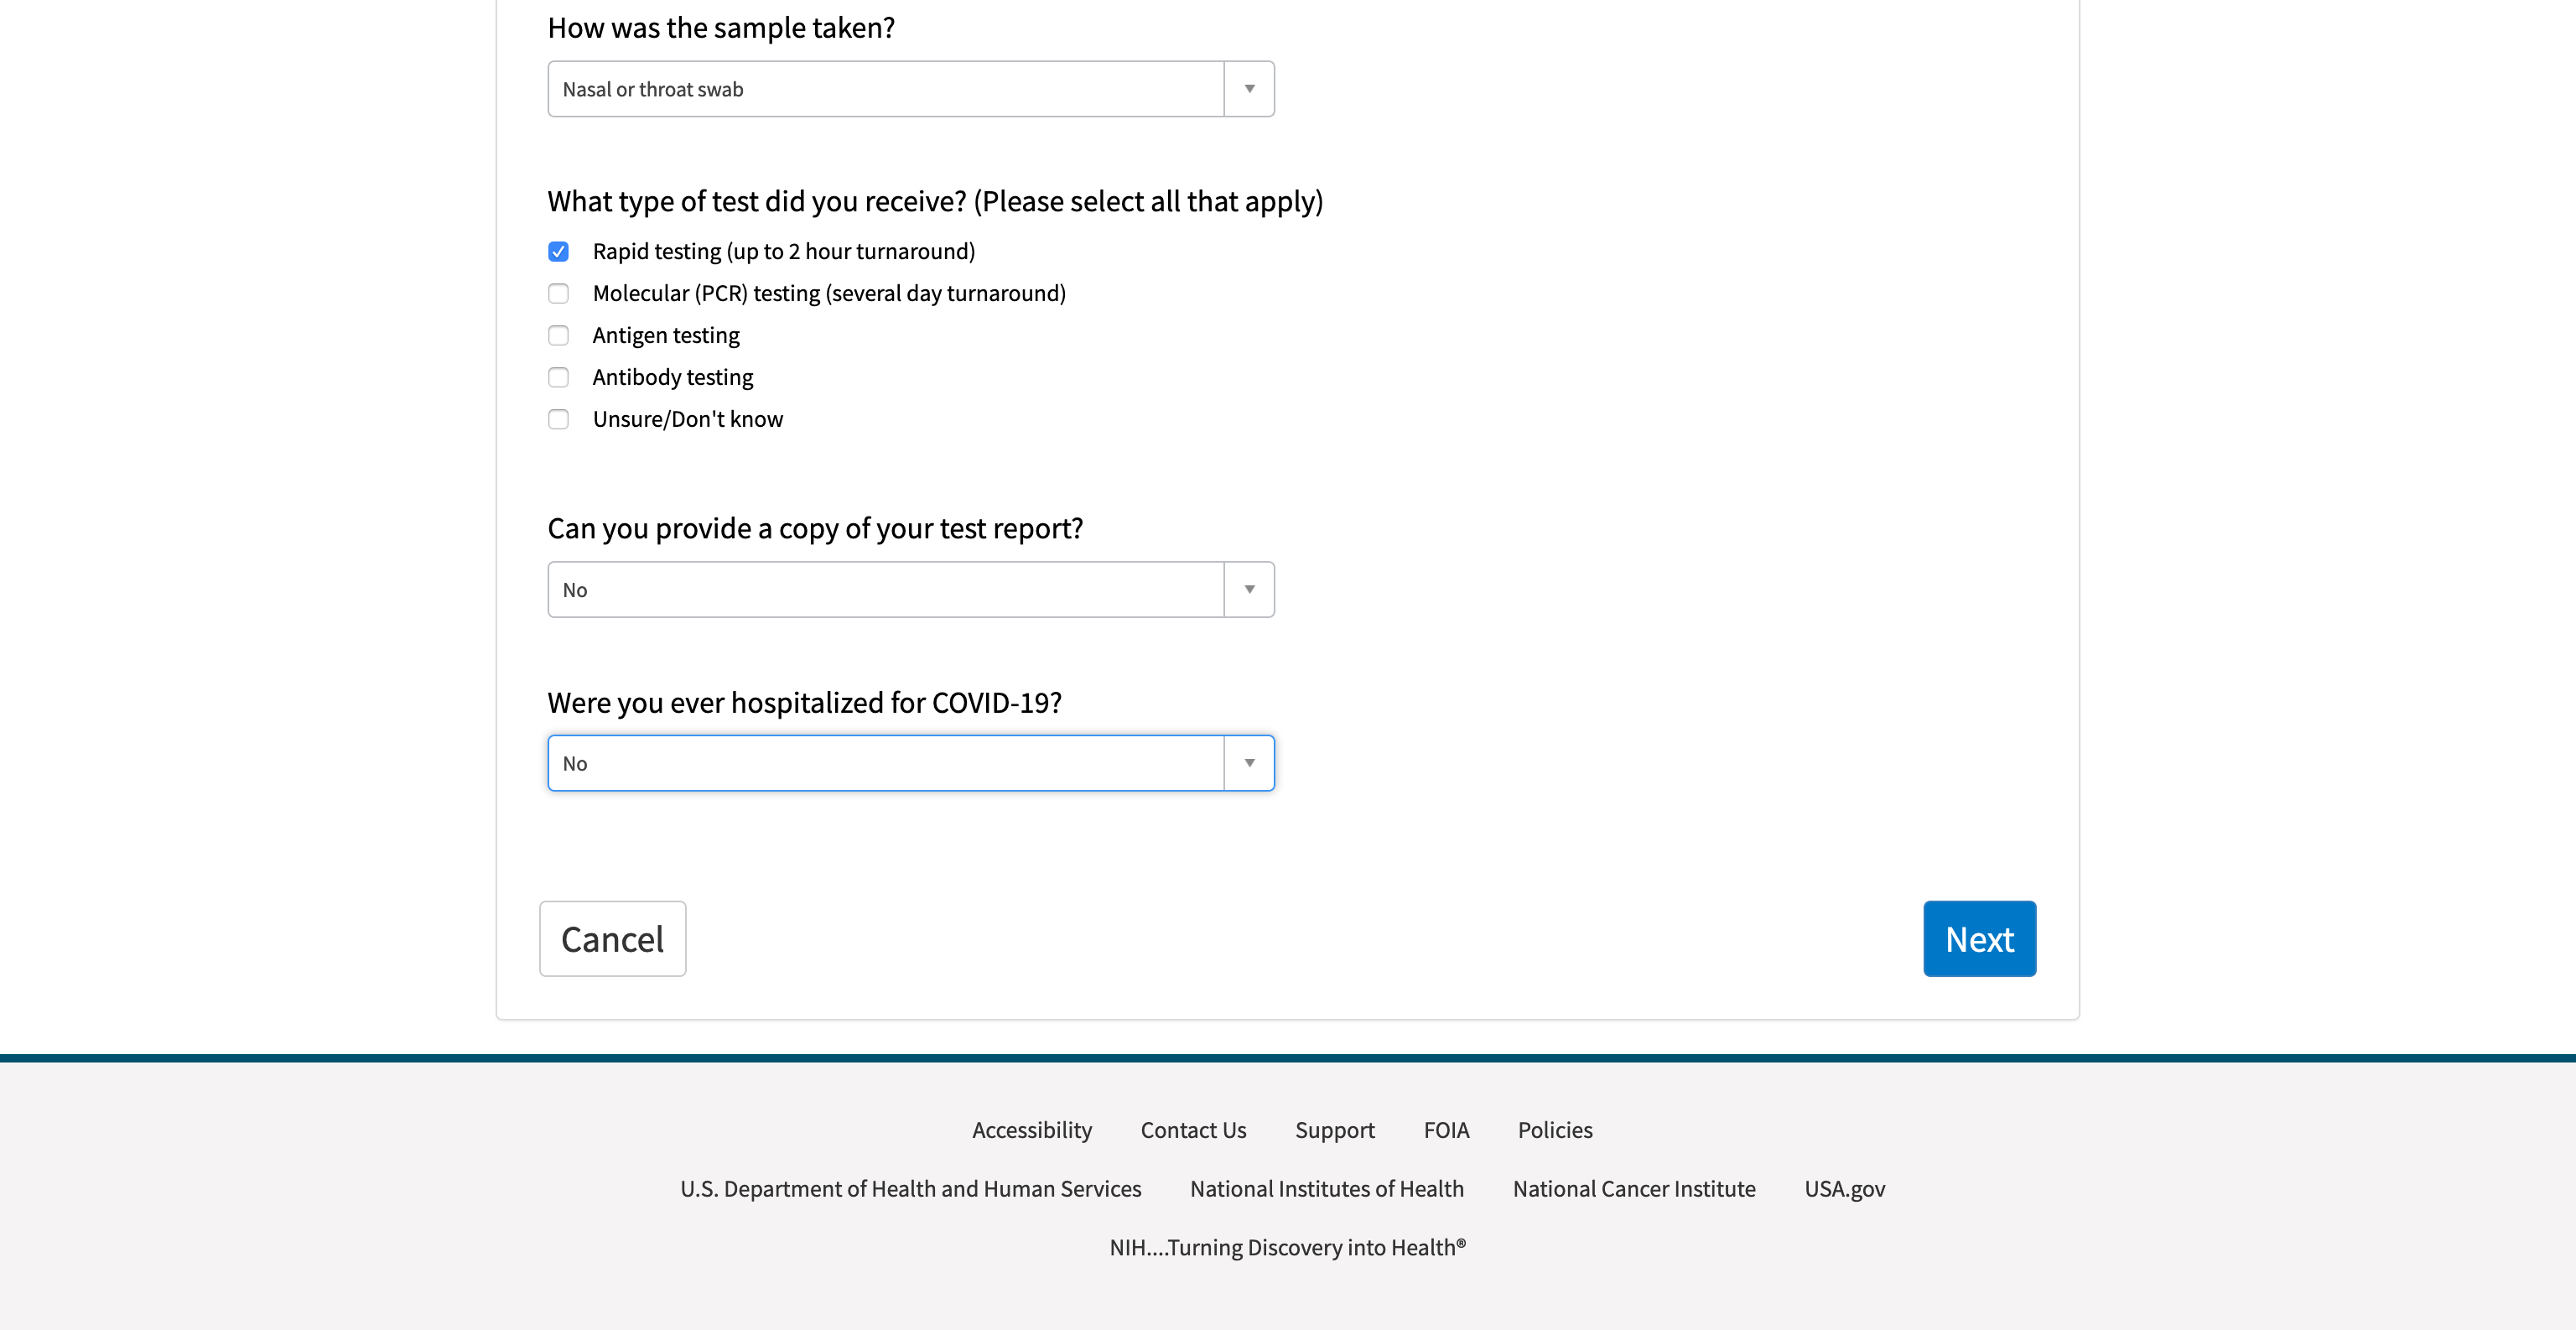 How was the sample taken?
Nasal or throat swab
What type of test did you receive? (Please select all that apply)
Rapid testing (up to 2 hour turnaround)
Molecular (PCR) testing (several day turnaround)
Antigen testing
Antibody testing
Unsure/Don't know
Can you provide a copy of your test report?
No
Were you ever hospitalized for COVID-19?
No
Cancel Next
Accessibility Contact Us Support FOIA Policies
U.S. Department of Health and Human Services National Institutes of Health National Cancer Institute USA.gov
NIH....Turning Discovery into Health®